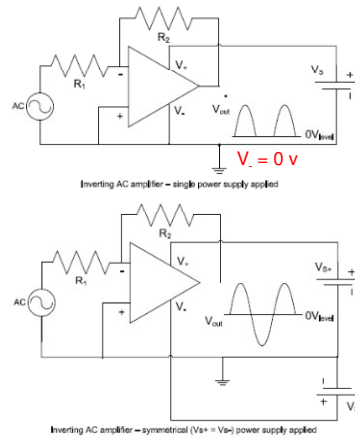 R2
V+
R1
-
Vs
AC
+
V-
Vout
0Vlevel
V- = 0 v
Inverting AC amplifier – single power supply applied
R2
V+
R1
-
Vs+
AC
+
V-
Vout
0Vlevel
Inverting AC amplifier – symmetrical (Vs+ = Vs-) power supply applied